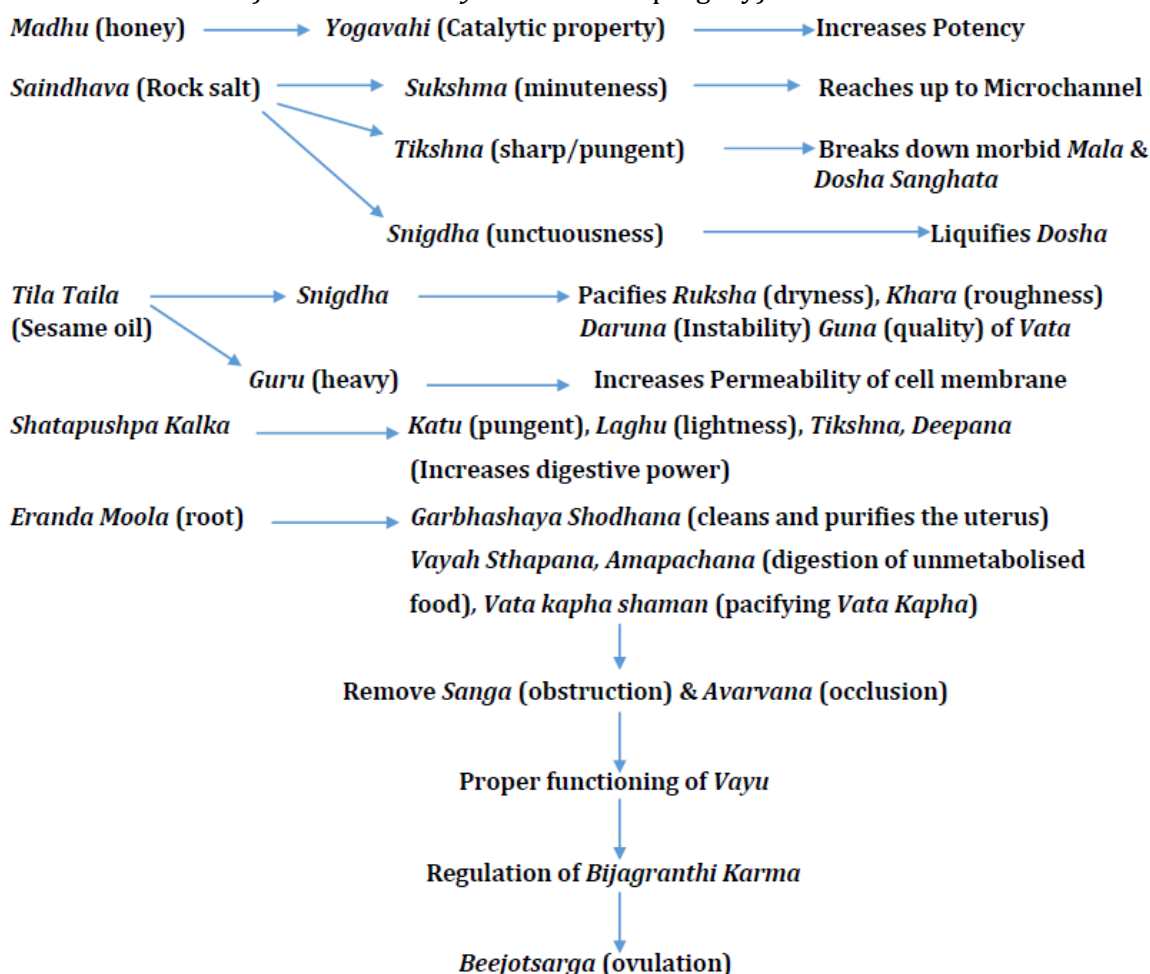 Madhu (honey) Yogavahi (Catalytic property) Increases Potency
Saindhava (Rock salt) Sukshma (minuteness) Reaches up to Microchannel
Tikshna (sharp/pungent) Breaks down morbid Mala &
Dosha Sanghata
Snigdha (unctuousness) Liquifies Dosha
Tila Taila Snigdha Pacifies Ruksha (dryness), Khara (roughness)
(Sesame oil) Daruna (Instability) Guna (quality) of Vata
Guru (heavy) Increases Permeability of cell membrane
Shatapushpa Kalka Katu (pungent), Laghu (lightness), Tikshna, Deepana
(Increases digestive power)
Eranda Moola (root) Garbhashaya Shodhana (cleans and purifies the uterus)
Vayah Sthapana, Amapachana (digestion of unmetabolised
food), Vata kapha shaman (pacifying Vata Kapha)
Remove Sanga (obstruction) & Avarvana (occlusion)
Proper functioning of Vayu
Regulation of Bijagranthi Karma
Beejotsarga (ovulation)